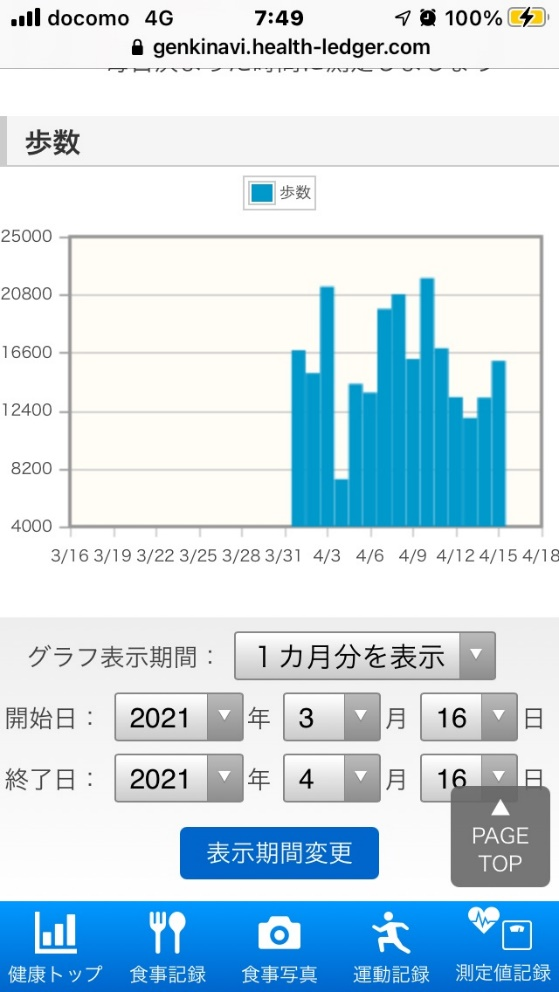 docomo 4G 7:49 100%
genkinavi.health-ledger.com
歩数
歩数
25000
20800
16600
12400
8200
4000
3/16 3/19 3/22 3/25 3/28 3/31 4/3 4/6 4/9 4/12 4/15 4/18
グラフ表示期間： 1カ月分を表示
開始日： 2021 年 3 月 16 日
終了日： 2021 年 4 月 16 日
PAGE
TOP
表示期間変更
健康トップ 食事記録 食事写真 運動記録 測定値記録